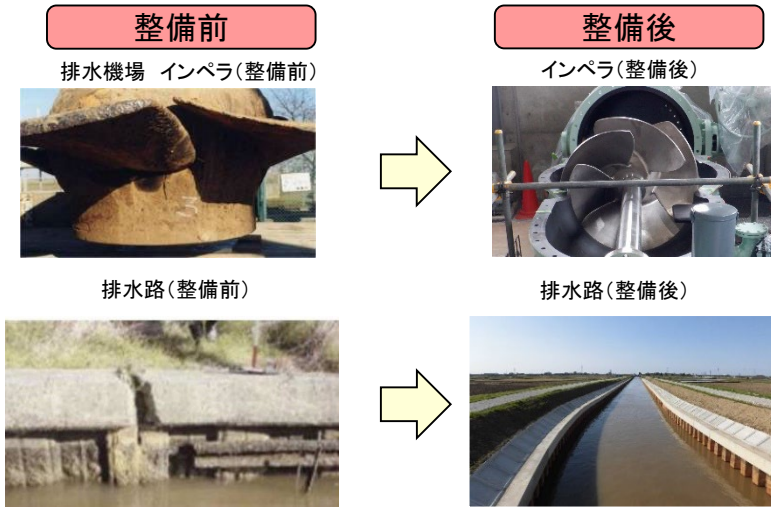 整備前
整備後
排水機場　インペラ(整備前)
インペラ(整備後)
3
排水路(整備前)
排水路(整備後)